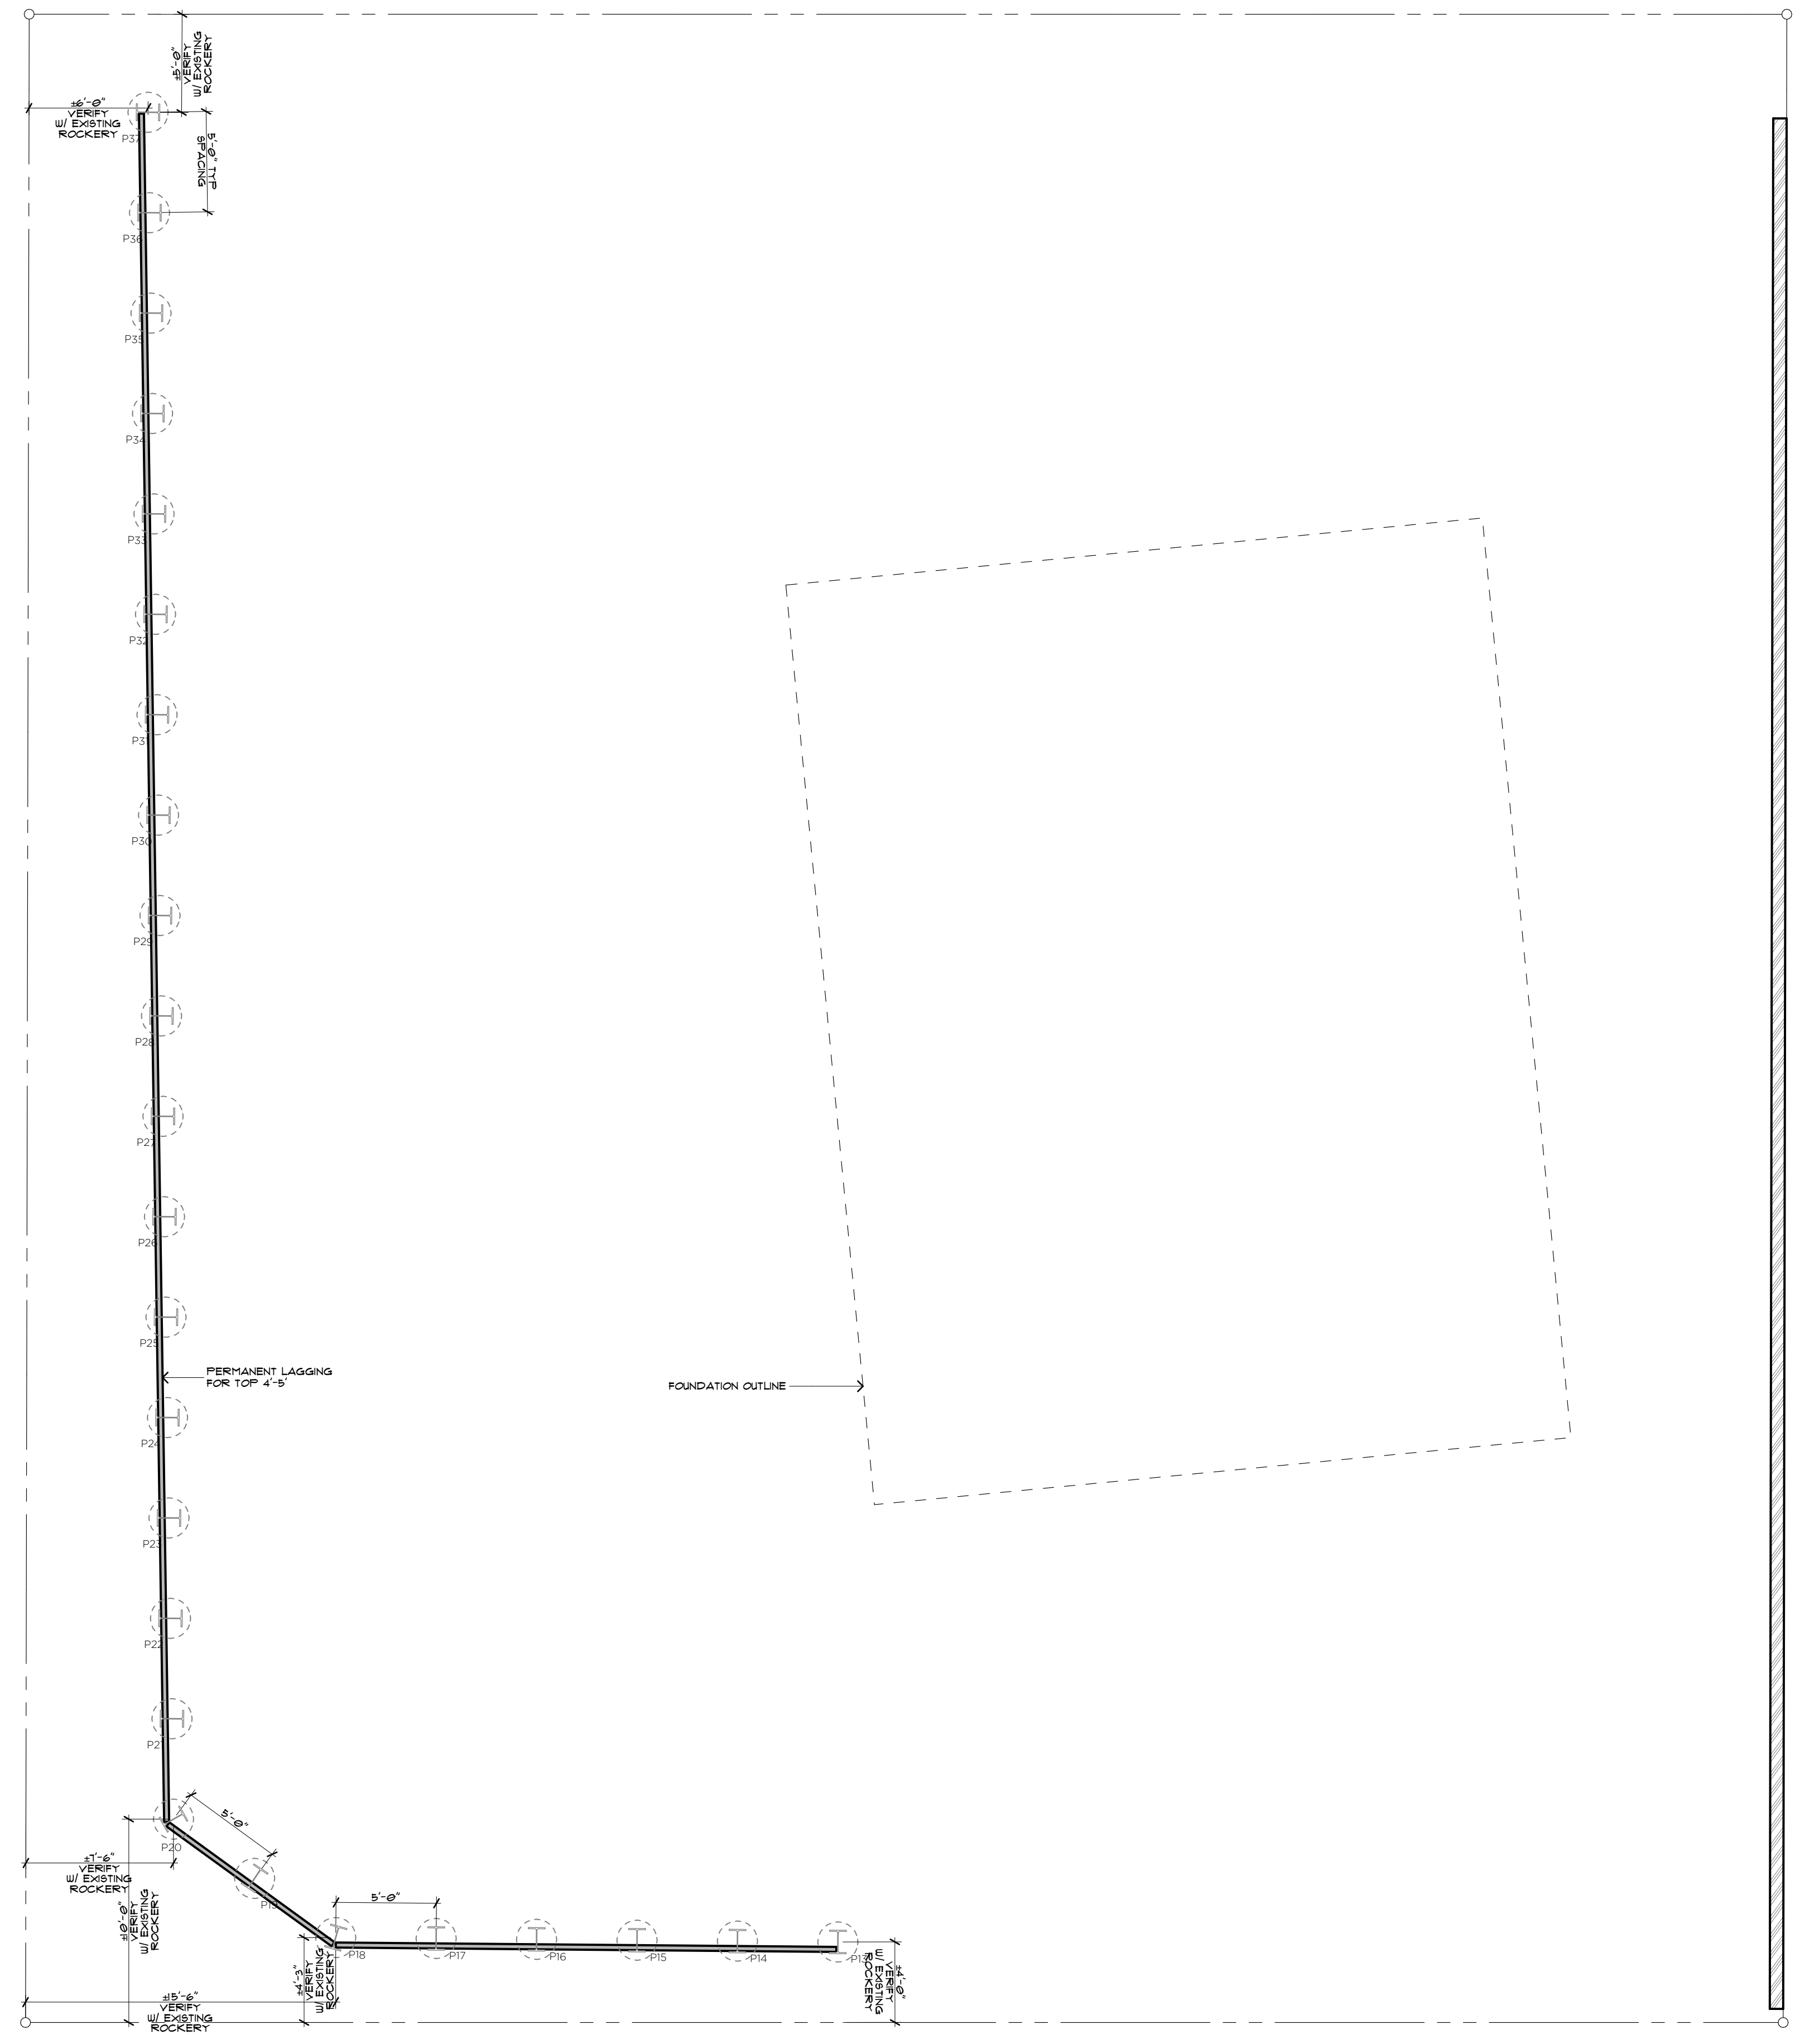 ±5'-0"
VERIFY
W/ EXISTING
ROCKERY
±6'-0"
VERIFY
W/ EXISTING
ROCKERY
P37
5'-0" TYP
SPACING
P36
P35
P34
P33
P32
P31
P30
P29
P28
P27
P26
P25
PERMANENT LAGGING
FOR TOP 4'-5'
FOUNDATION OUTLINE
P24
P23
P22
P21
5'-0"
P20
±7'-6"
VERIFY
W/ EXISTING
ROCKERY
±10'-0"
VERIFY
W/ EXISTING
ROCKERY
P19
5'-0"
P18
P17
P16
P15
P14
P13
±4'-3"
VERIFY
W/ EXISTING
ROCKERY
±4'-0"
VERIFY
W/ EXISTING
ROCKERY
±15'-6"
VERIFY
W/ EXISTING
ROCKERY